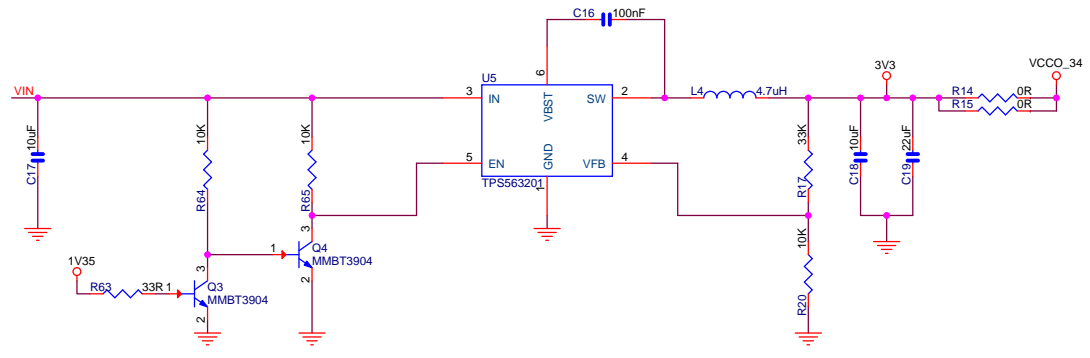 C16
100nF
3V3
VCCO_34
VIN
U5
6
3
IN
VBST
SW
2
L4
4.7uH
R14
0R
R15
0R
10uF
C17
10K
R64
10K
R65
5
EN
GND
VFB
4
TPS563201
1
33K
R17
10uF
C18
22uF
C19
3
1
Q4
MMBT3904
2
10K
R20
1V35
R63
33R
1
3
Q3
MMBT3904
2